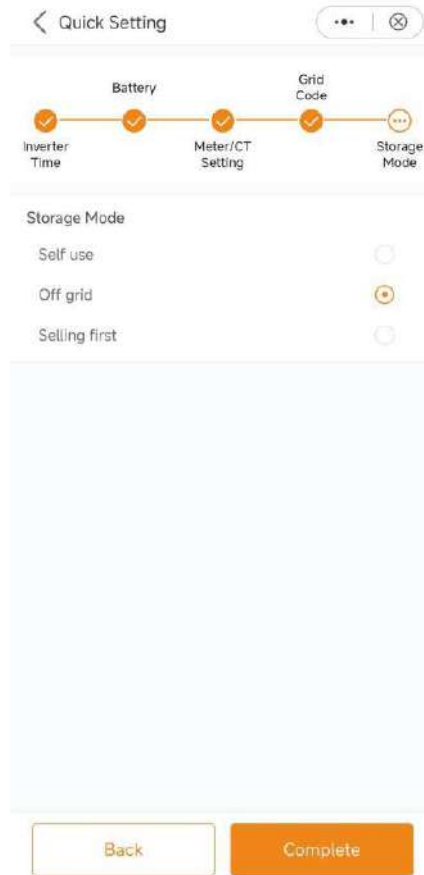 Quick Setting
Battery
Grid
Code
Inverter
Time
Meter/CT
Setting
Storage
Mode
Storage Mode
Self use
Off grid
Selling first
Back
Complete